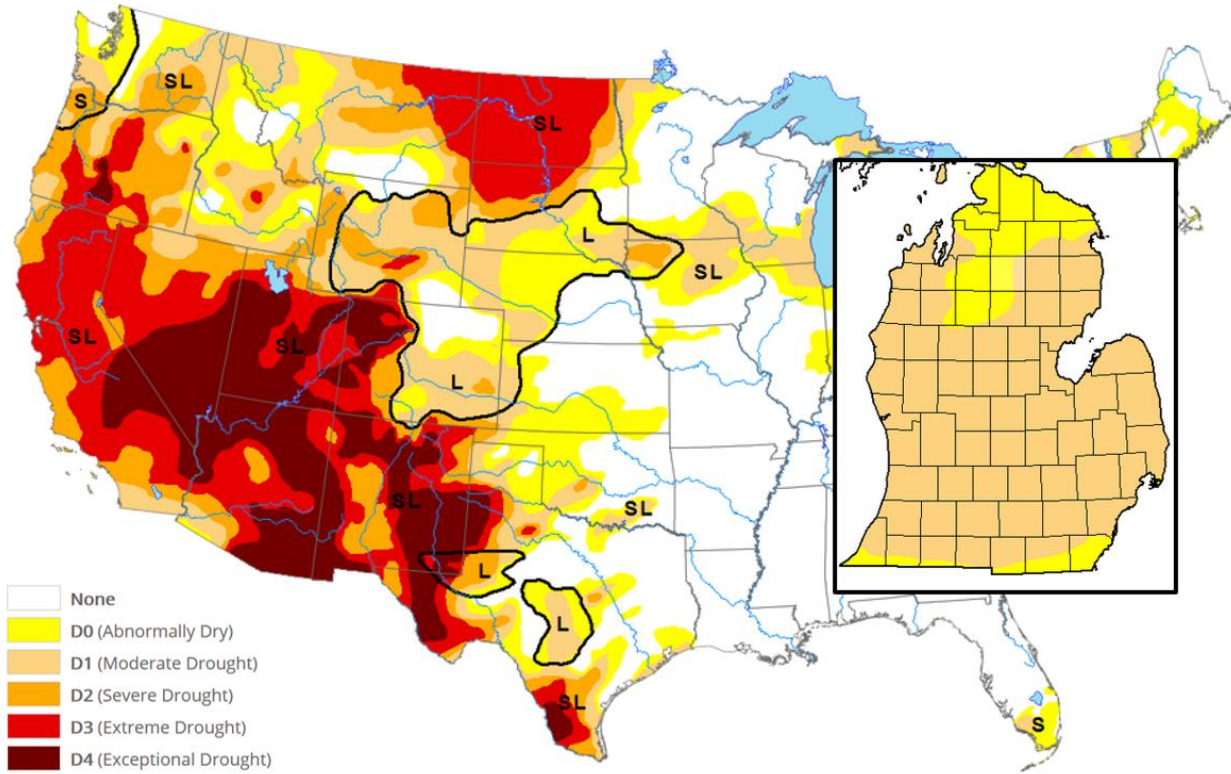 S
SL
SL
L
SL
SL
SL
L
SL
SL
L
L
SL
S
None
D0 (Abnormally Dry)
D1 (Moderate Drought)
D2 (Severe Drought)
D3 (Extreme Drought)
D4 (Exceptional Drought)